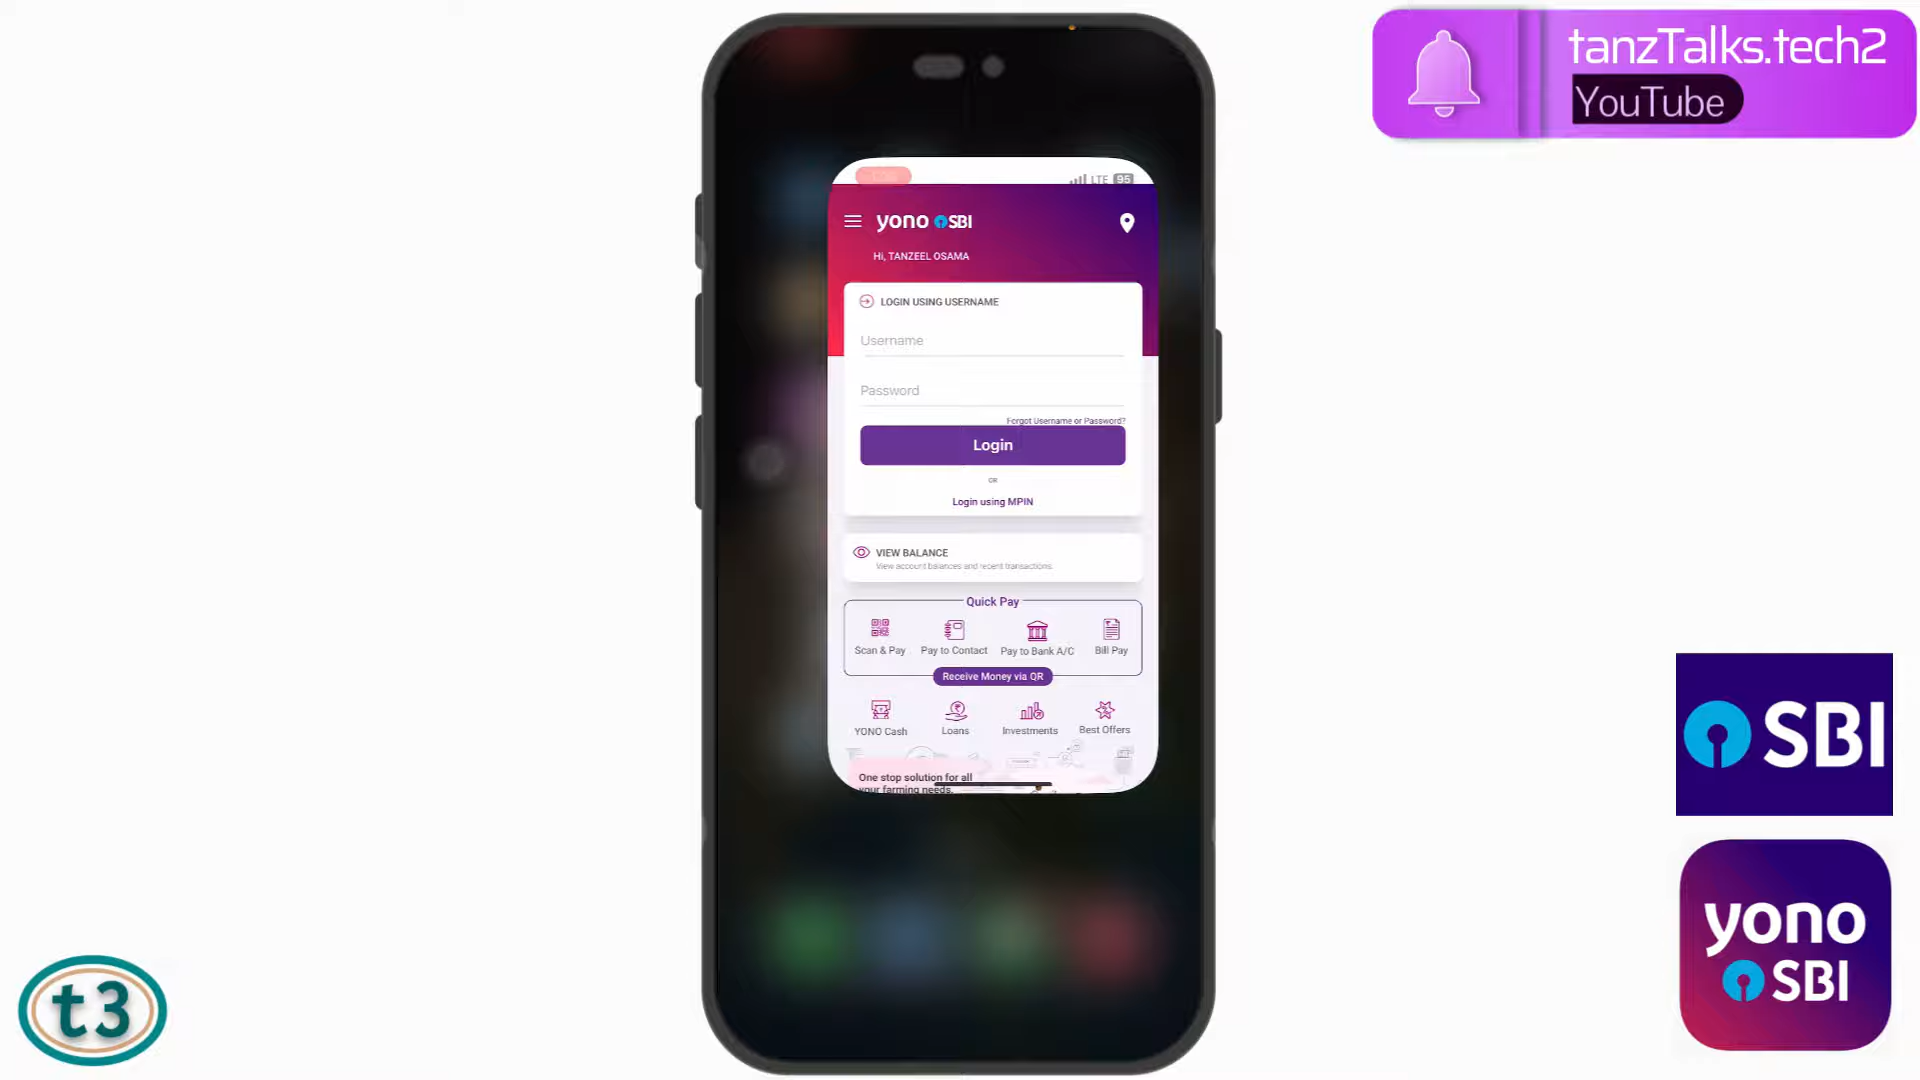 tanzTalks.tech2
YouTube
LTE 95
yono SBI
Hi, TANZEEL OSAMA
LOGIN USING USERNAME
Username
Password
Forgot Username or Password?
Login
OR
Login using MPIN
VIEW BALANCE
View account balances and recent transactions.
Quick Pay
Scan & Pay Pay to Contact Pay to Bank A/C Bill Pay
Receive Money via QR
YONO Cash Loans Investments Best Offers
One stop solution for all
your farming needs.
SBI
yono
SBI
t3